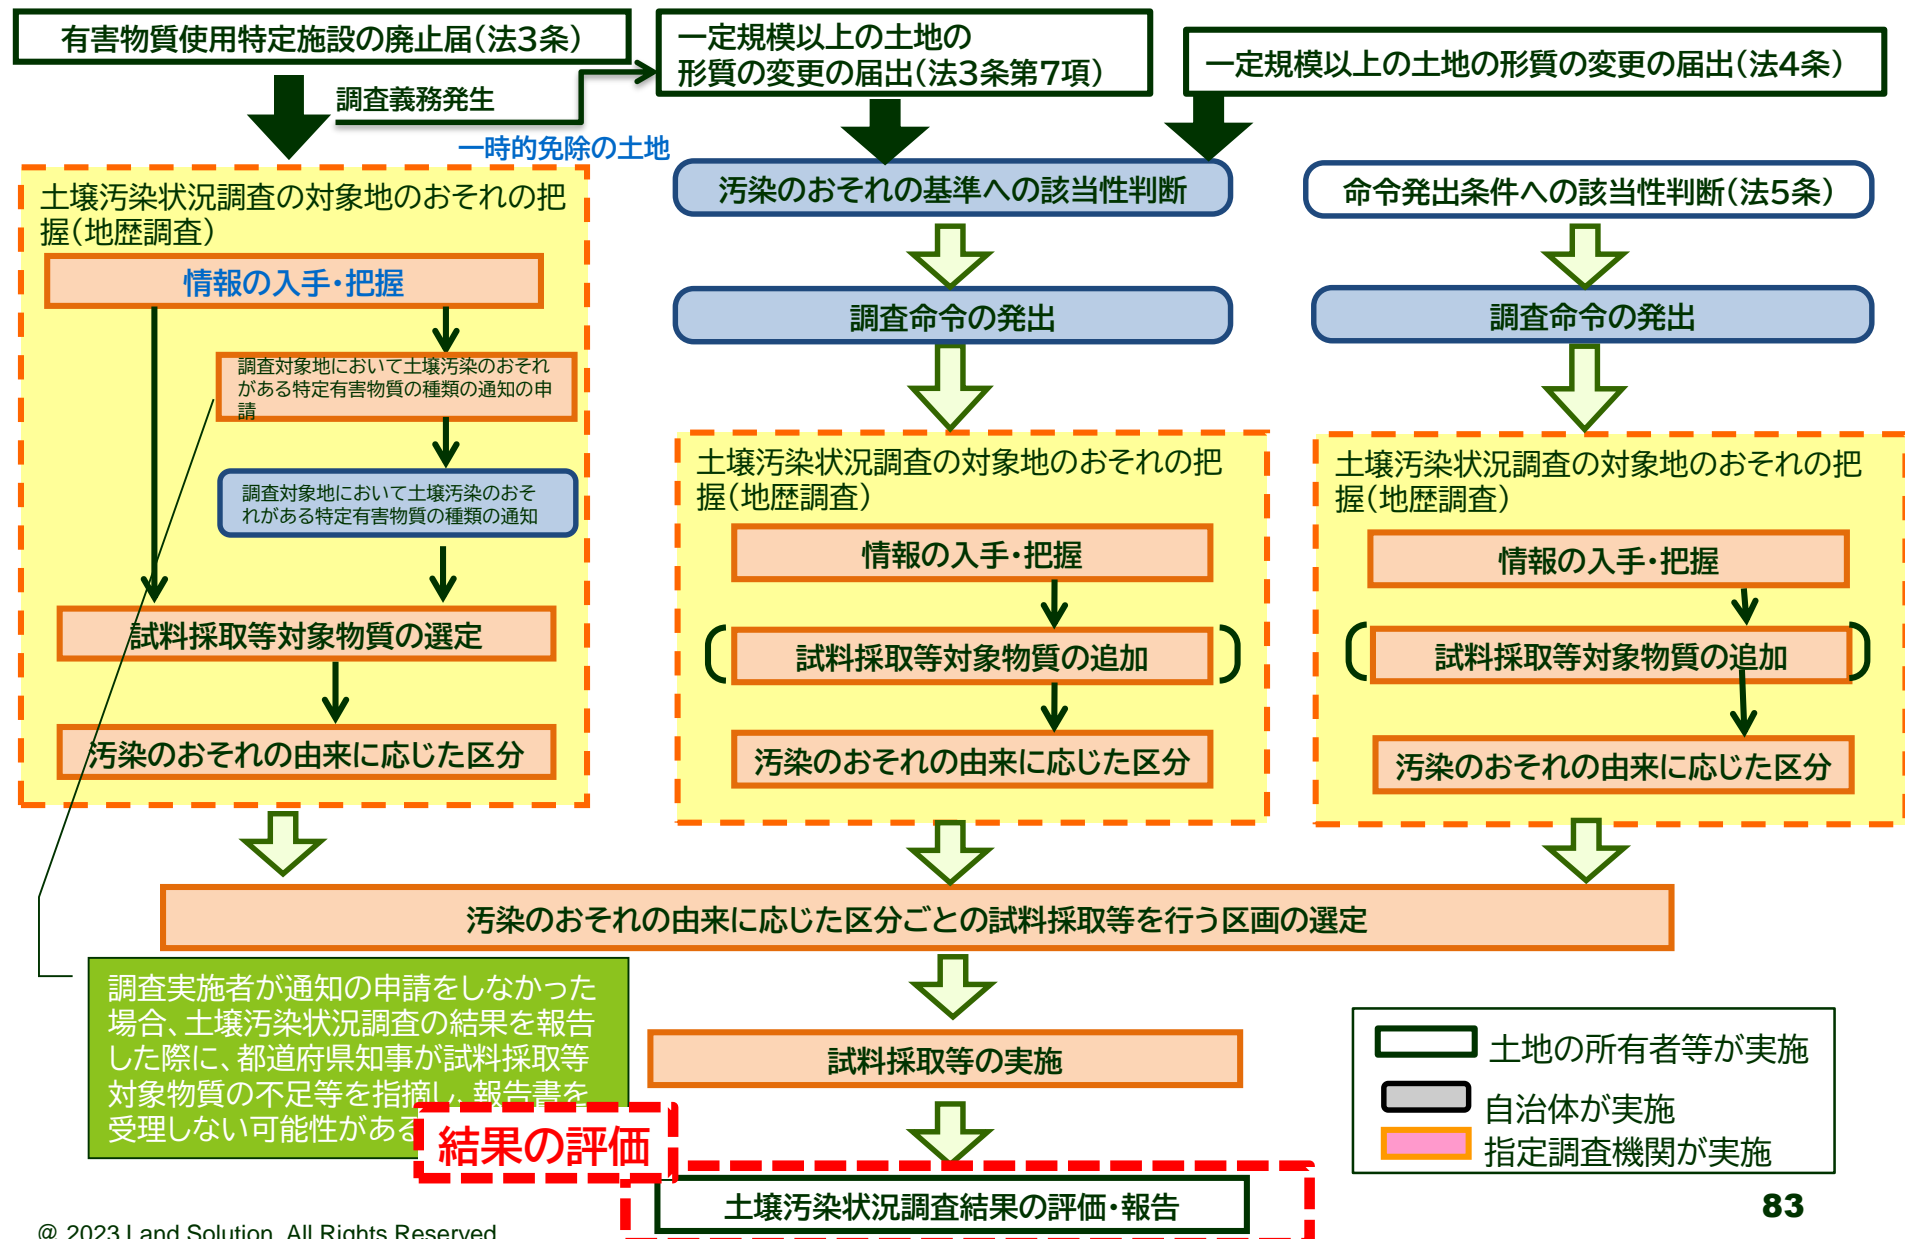 有害物質使用特定施設の廃止届(法3条)
一定規模以上の土地の
形質の変更の届出(法3条第7項)
一定規模以上の土地の形質の変更の届出(法4条)
調査義務発生
一時的免除の土地
土壌汚染状況調査の対象地のおそれの把
握(地歴調査)
情報の入手・把握
調査対象地において土壌汚染のおそれ
がある特定有害物質の種類の通知の申
請
調査対象地において土壌汚染のおそ
れがある特定有害物質の種類の通知
試料採取等対象物質の選定
汚染のおそれの由来に応じた区分
汚染のおそれの基準への該当性判断
調査命令の発出
土壌汚染状況調査の対象地のおそれの把
握(地歴調査)
情報の入手・把握
試料採取等対象物質の追加
汚染のおそれの由来に応じた区分
命令発出条件への該当性判断(法5条)
調査命令の発出
土壌汚染状況調査の対象地のおそれの把
握(地歴調査)
情報の入手・把握
試料採取等対象物質の追加
汚染のおそれの由来に応じた区分
汚染のおそれの由来に応じた区分ごとの試料採取等を行う区画の選定
調査実施者が通知の申請をしなかった
場合、土壌汚染状況調査の結果を報告
した際に、都道府県知事が試料採取等
対象物質の不足等を指摘し、報告書を
受理しない可能性がある
試料採取等の実施
結果の評価
土壌汚染状況調査結果の評価・報告
土地の所有者等が実施
自治体が実施
指定調査機関が実施
83
@ 2023 Land Solution. All Rights Reserved